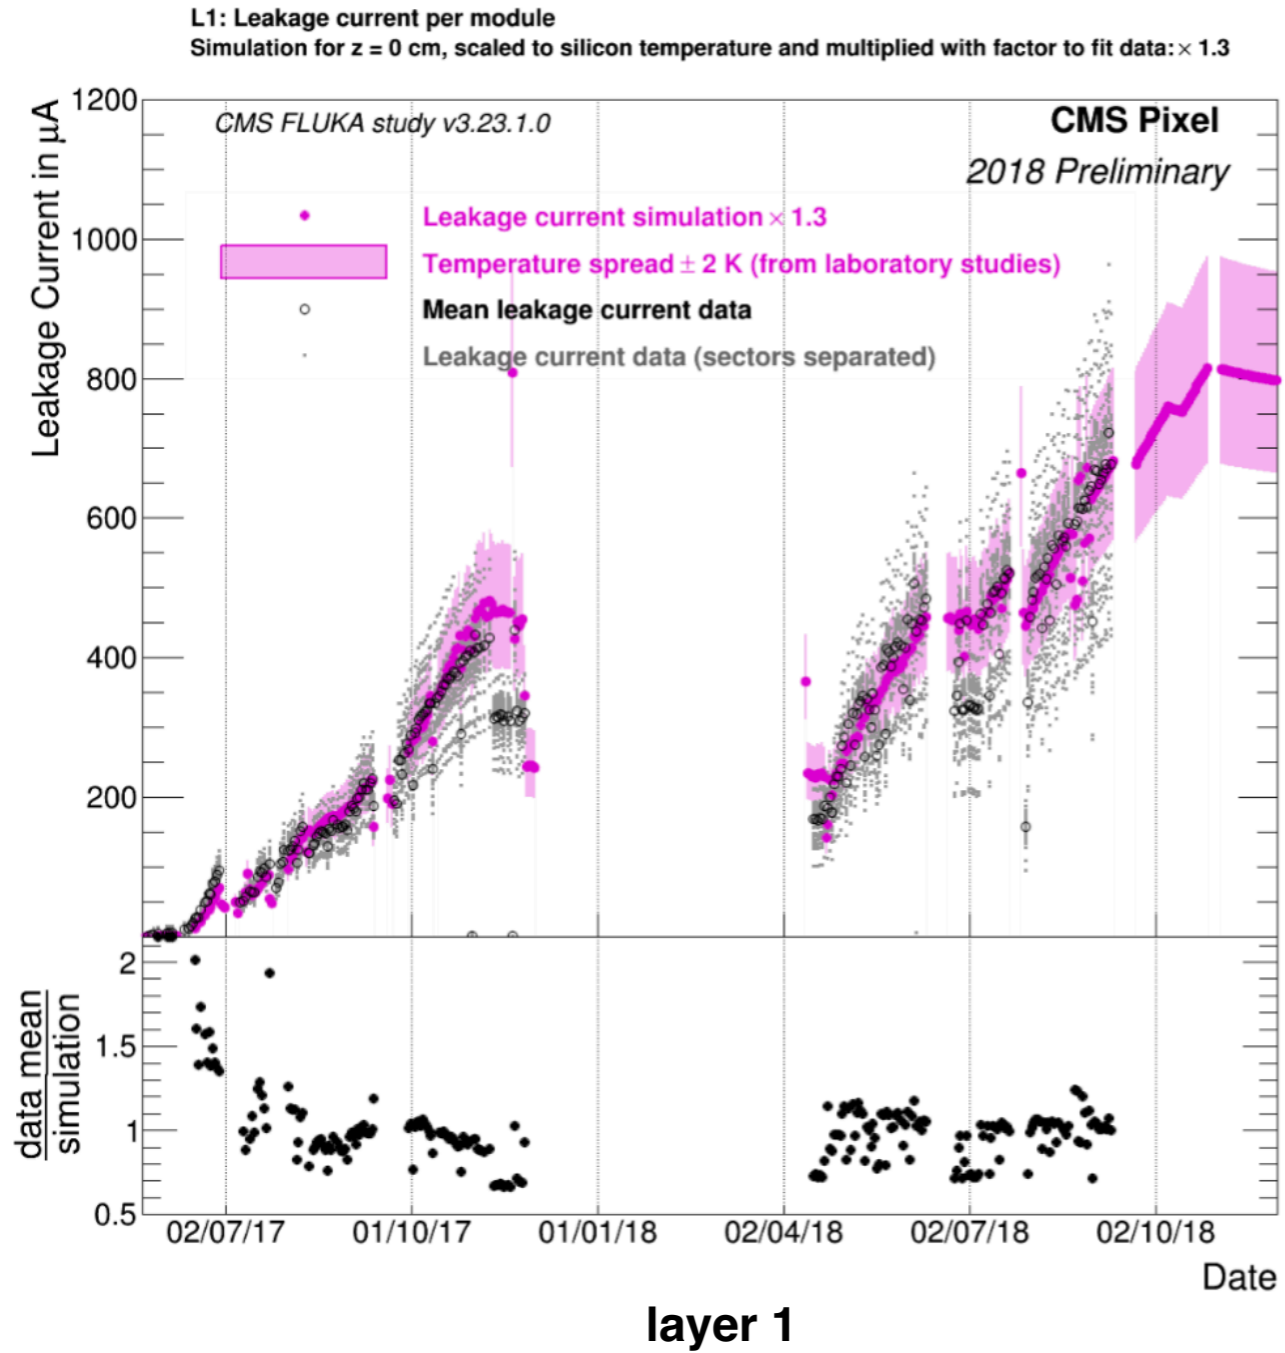 L1: Leakage current per module
Simulation for z = 0 cm, scaled to silicon temperature and multiplied with factor to fit data: × 1.3
Leakage Current in μA
1200
1000
800
600
400
200
CMS FLUKA study v3.23.1.0
CMS Pixel
2018 Preliminary
Leakage current simulation × 1.3
Temperature spread ± 2 K (from laboratory studies)
Mean leakage current data
Leakage current data (sectors separated)
data mean
simulation
2
1.5
1
0.5
02/07/17 01/10/17 01/01/18 02/04/18 02/07/18 02/10/18
Date
layer 1